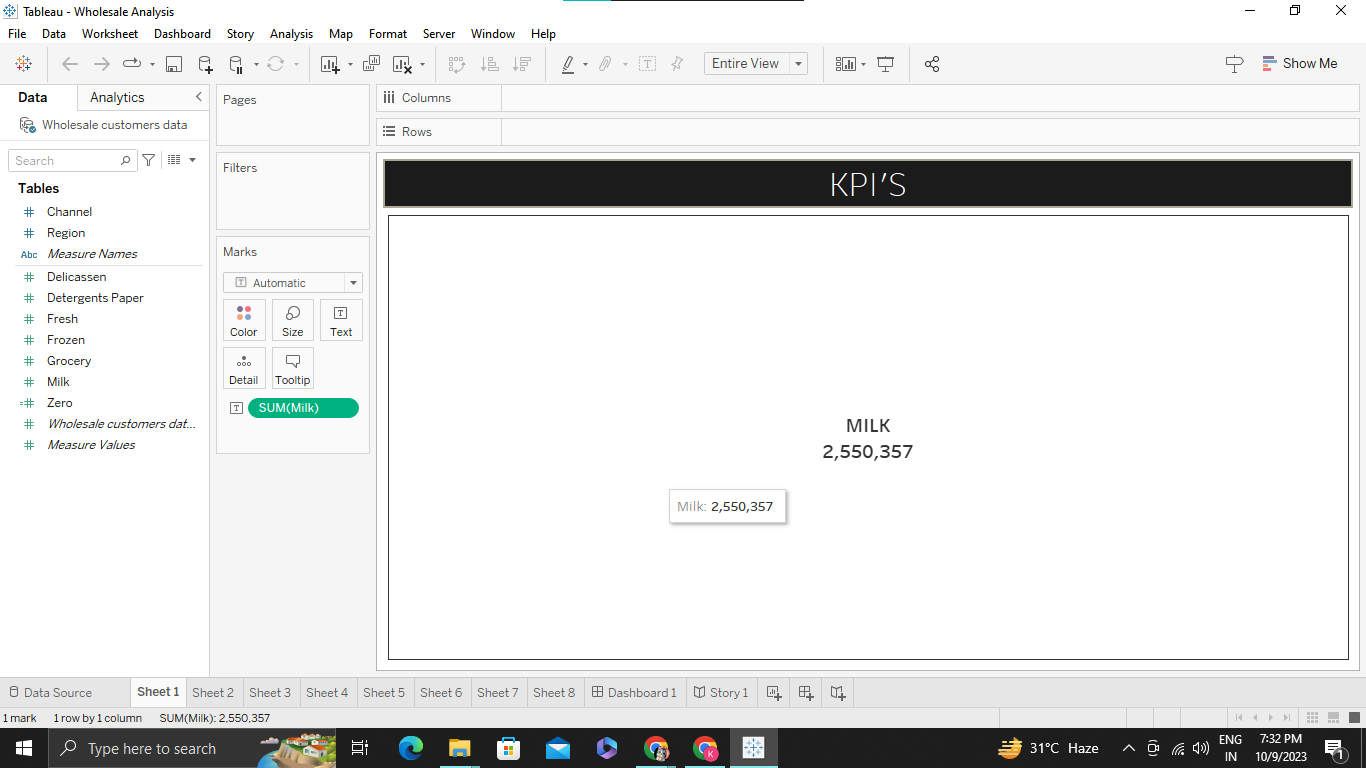 Tableau - Wholesale Analysis
File Data Worksheet Dashboard Story Analysis Map Format Server Window Help
Entire View
Show Me
Data Analytics
Wholesale customers data
Search
Tables
Channel
Region
Abc Measure Names
Delicassen
Detergents Paper
Fresh
Frozen
Grocery
Milk
Zero
Wholesale customers dat...
Measure Values
Pages
Filters
Marks
Automatic
Color Size Text
Detail Tooltip
SUM(Milk)
Columns
Rows
KPI'S
MILK
2,550,357
Milk: 2,550,357
Data Source Sheet 1 Sheet 2 Sheet 3 Sheet 4 Sheet 5 Sheet 6 Sheet 7 Sheet 8 Dashboard 1 Story 1
1 mark 1 row by 1 column SUM(Milk): 2,550,357
Type here to search
31°C Haze
ENG
IN
7:32 PM
10/9/2023
1